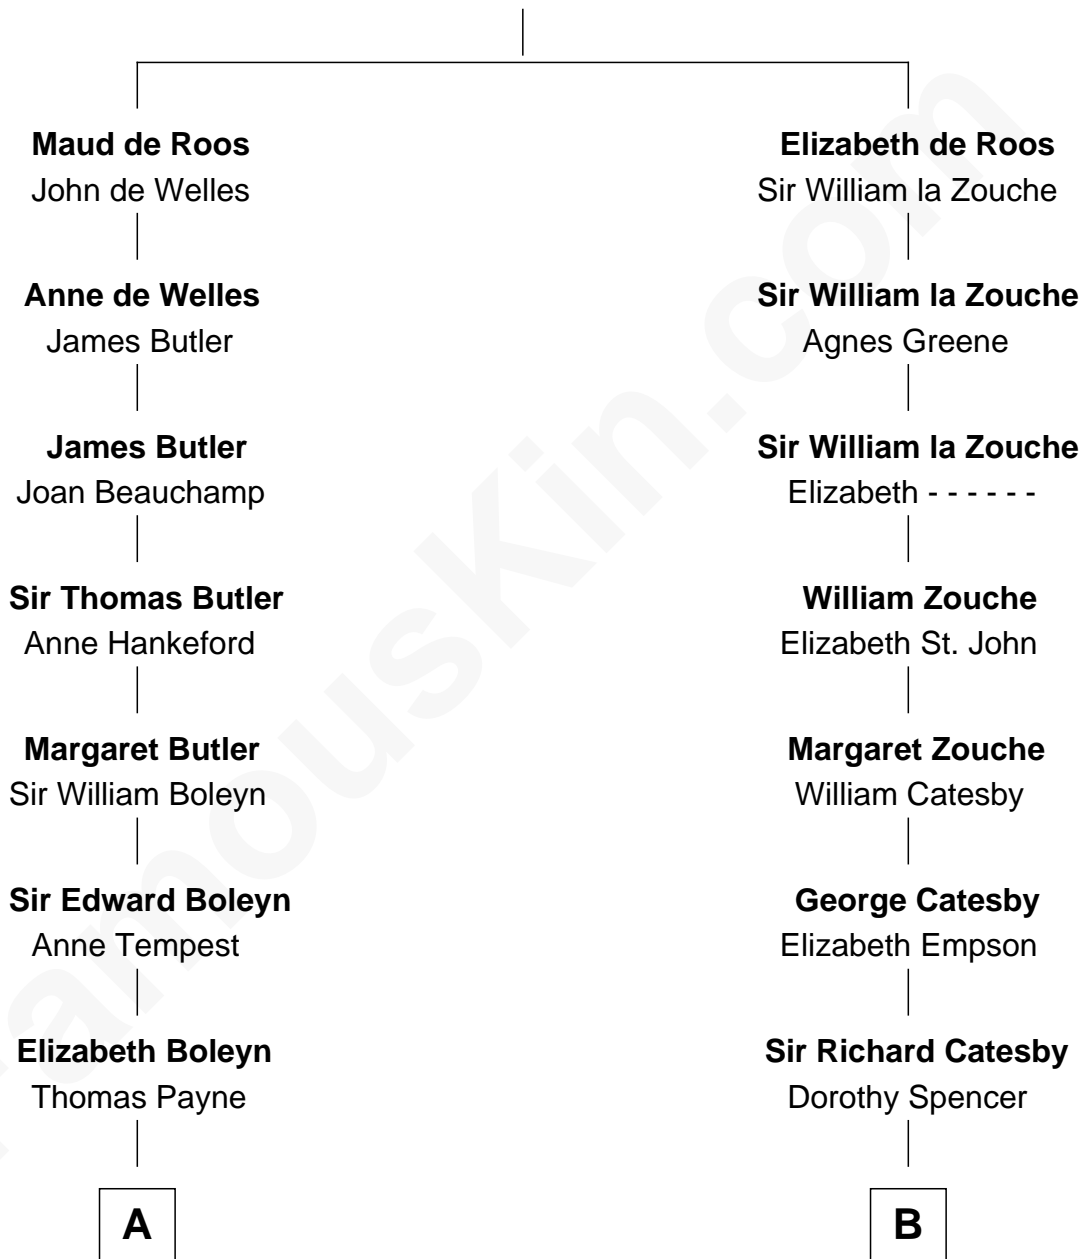 Maud de Roos
John de Welles
Anne de Welles
James Butler
James Butler
Joan Beauchamp
Sir Thomas Butler
Anne Hankeford
Margaret Butler
Sir William Boleyn
Sir Edward Boleyn
Anne Tempest
Elizabeth Boleyn
Thomas Payne
A
Elizabeth de Roos
Sir William la Zouche
Sir William la Zouche
Agnes Greene
Sir William la Zouche
Elizabeth - - - - - -
William Zouche
Elizabeth St. John
Margaret Zouche
William Catesby
George Catesby
Elizabeth Empson
Sir Richard Catesby
Dorothy Spencer
B
FamousKin.com